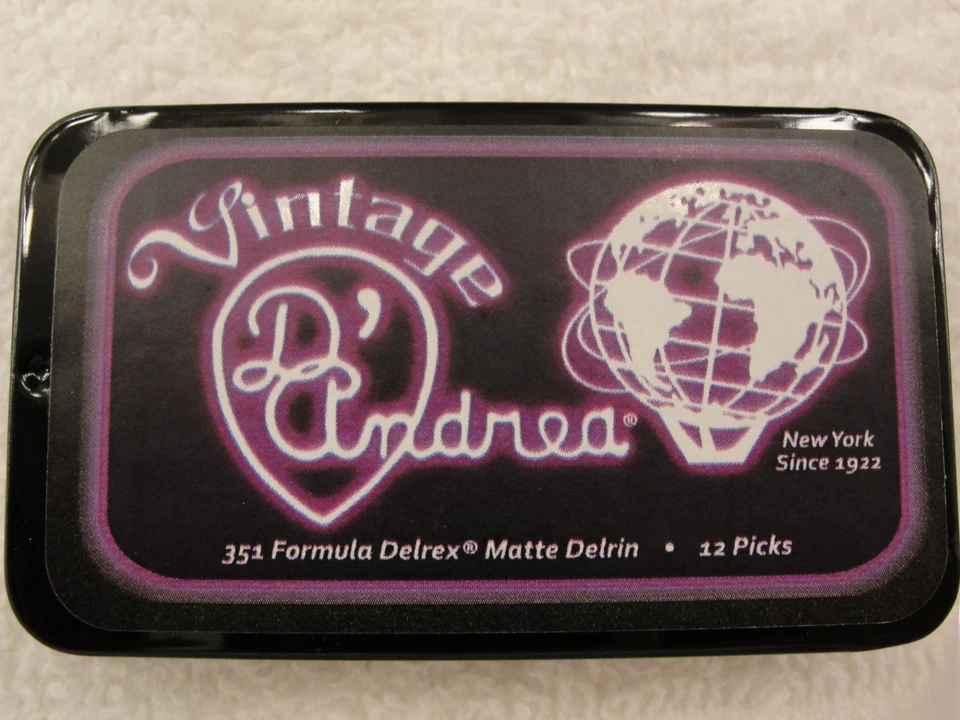 Vintage
D'Andrea®
New York
Since 1922
351 Formula Delrex® Matte Delrin • 12 Picks